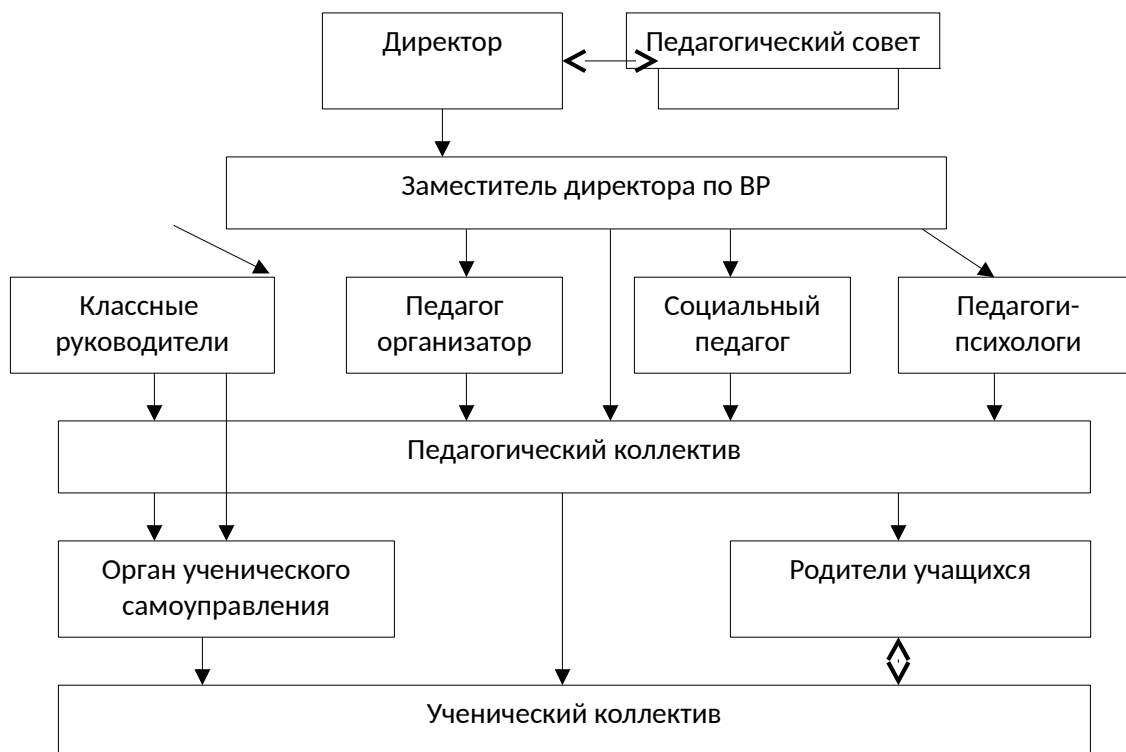 Директор
Педагогический совет
Заместитель директора по ВР
Классные
руководители
Педагог
организатор
Социальный
педагог
Педагоги-
психологи
Педагогический коллектив
Орган ученического
самоуправления
Родители учащихся
Ученический коллектив